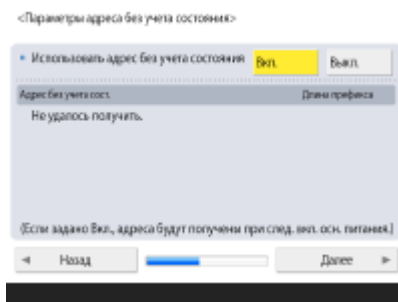 <Параметры адреса без учета состояния>
Использовать адрес без учета состояния Вкл. Выкл.
Адрес без учета сост. Длина префикса
Не удалось получить.
(Если задано Вкл., адреса будут получены при след. вкл. осн. питания.)
Назад Далее